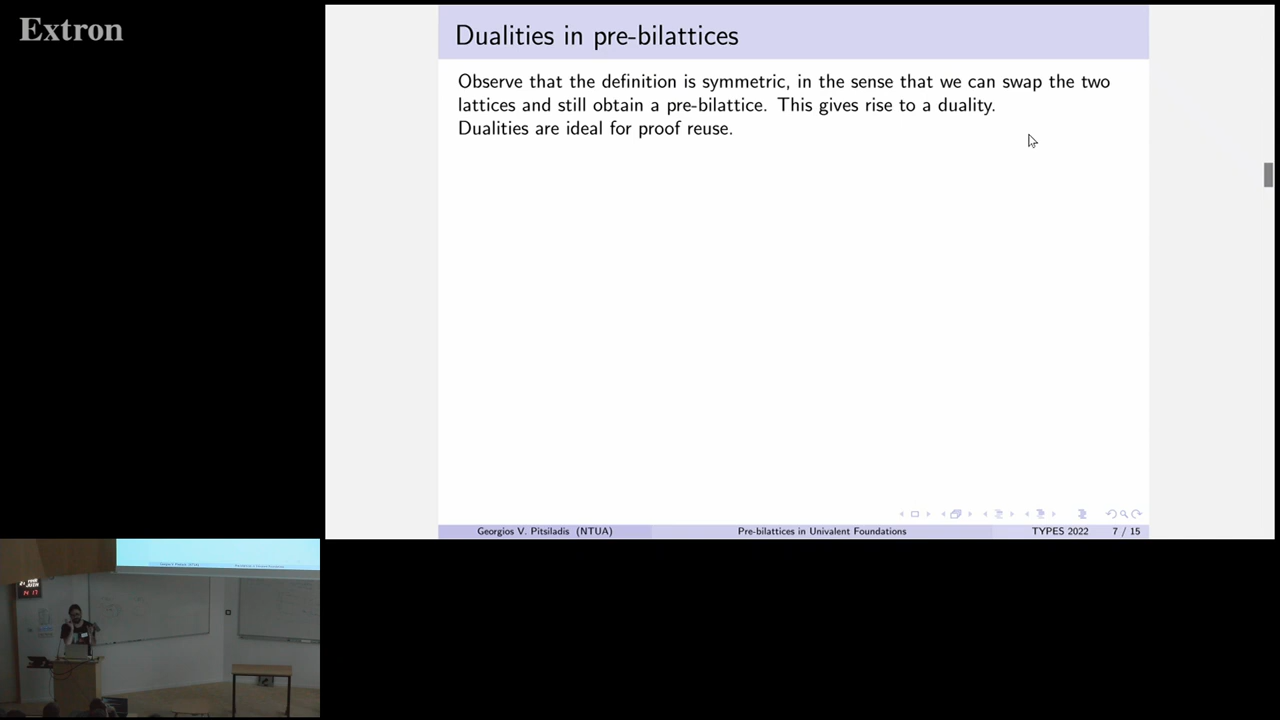 Extron
Dualities in pre-bilattices
Observe that the definition is symmetric, in the sense that we can swap the two
lattices and still obtain a pre-bilattice. This gives rise to a duality.
Dualities are ideal for proof reuse.
Georgios V. Pitsiladis (NTUA)
Pre-bilattices in Univalent Foundations
TYPES 2022
7 / 15